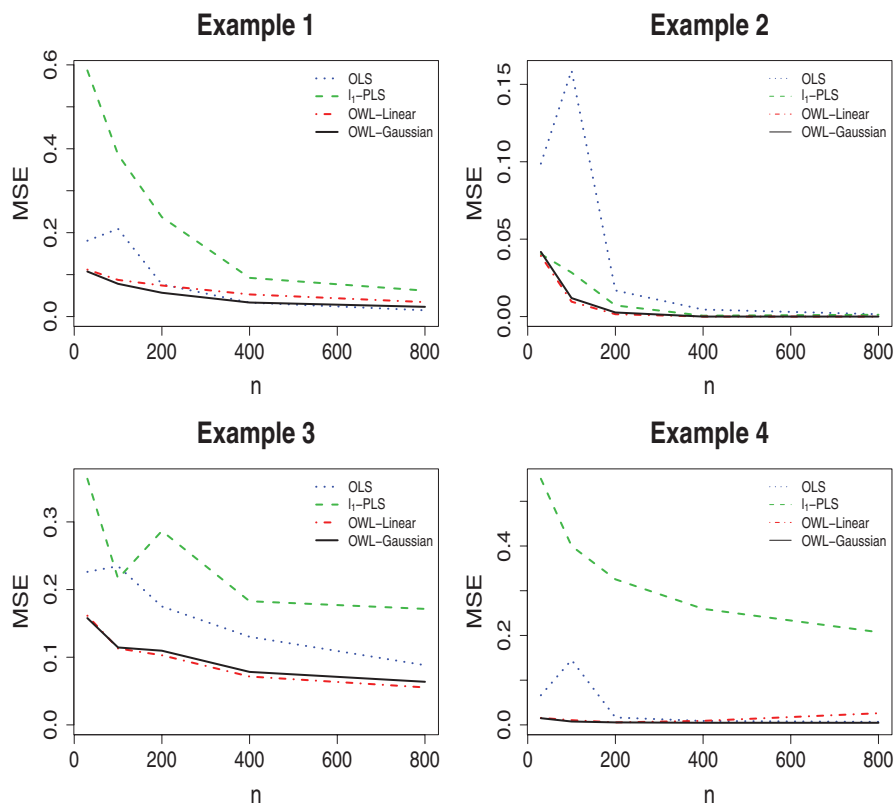 Example 1
MSE
0.0 0.2 0.4 0.6
OLS
l₁−PLS
OWL−Linear
OWL−Gaussian
0 200 400 600 800
n
Example 2
MSE
0.00 0.05 0.10 0.15
OLS
l₁−PLS
OWL−Linear
OWL−Gaussian
0 200 400 600 800
n
Example 3
MSE
0.0 0.1 0.2 0.3
OLS
l₁−PLS
OWL−Linear
OWL−Gaussian
0 200 400 600 800
n
Example 4
MSE
0.0 0.2 0.4
OLS
l₁−PLS
OWL−Linear
OWL−Gaussian
0 200 400 600 800
n